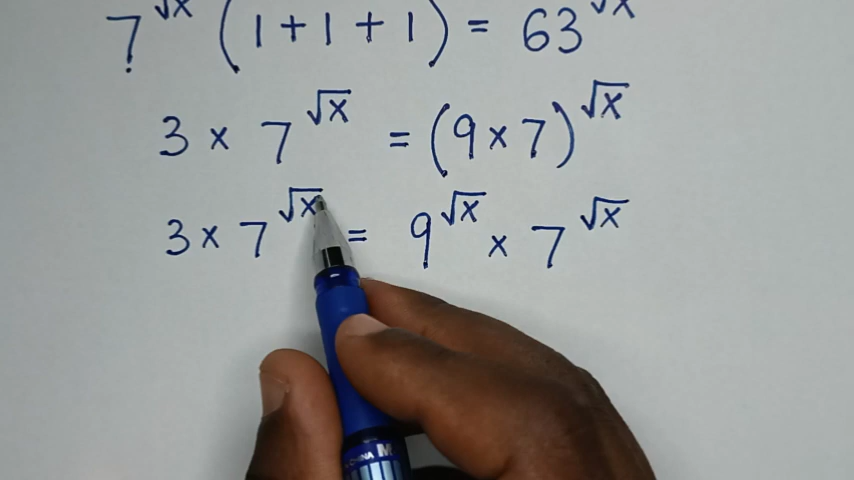 7^√x (1 + 1 + 1) = 63^√x
3 × 7^√x = (9 × 7)^√x
3 × 7^√x = 9^√x × 7^√x